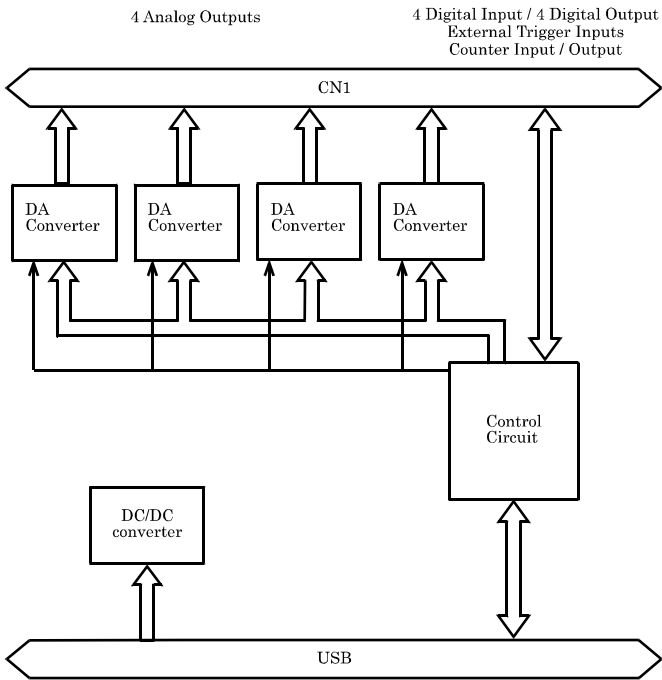 4 Analog Outputs
4 Digital Input / 4 Digital Output
External Trigger Inputs
Counter Input / Output
CN1
DA
Converter
DA
Converter
DA
Converter
DA
Converter
Control
Circuit
DC/DC
converter
USB